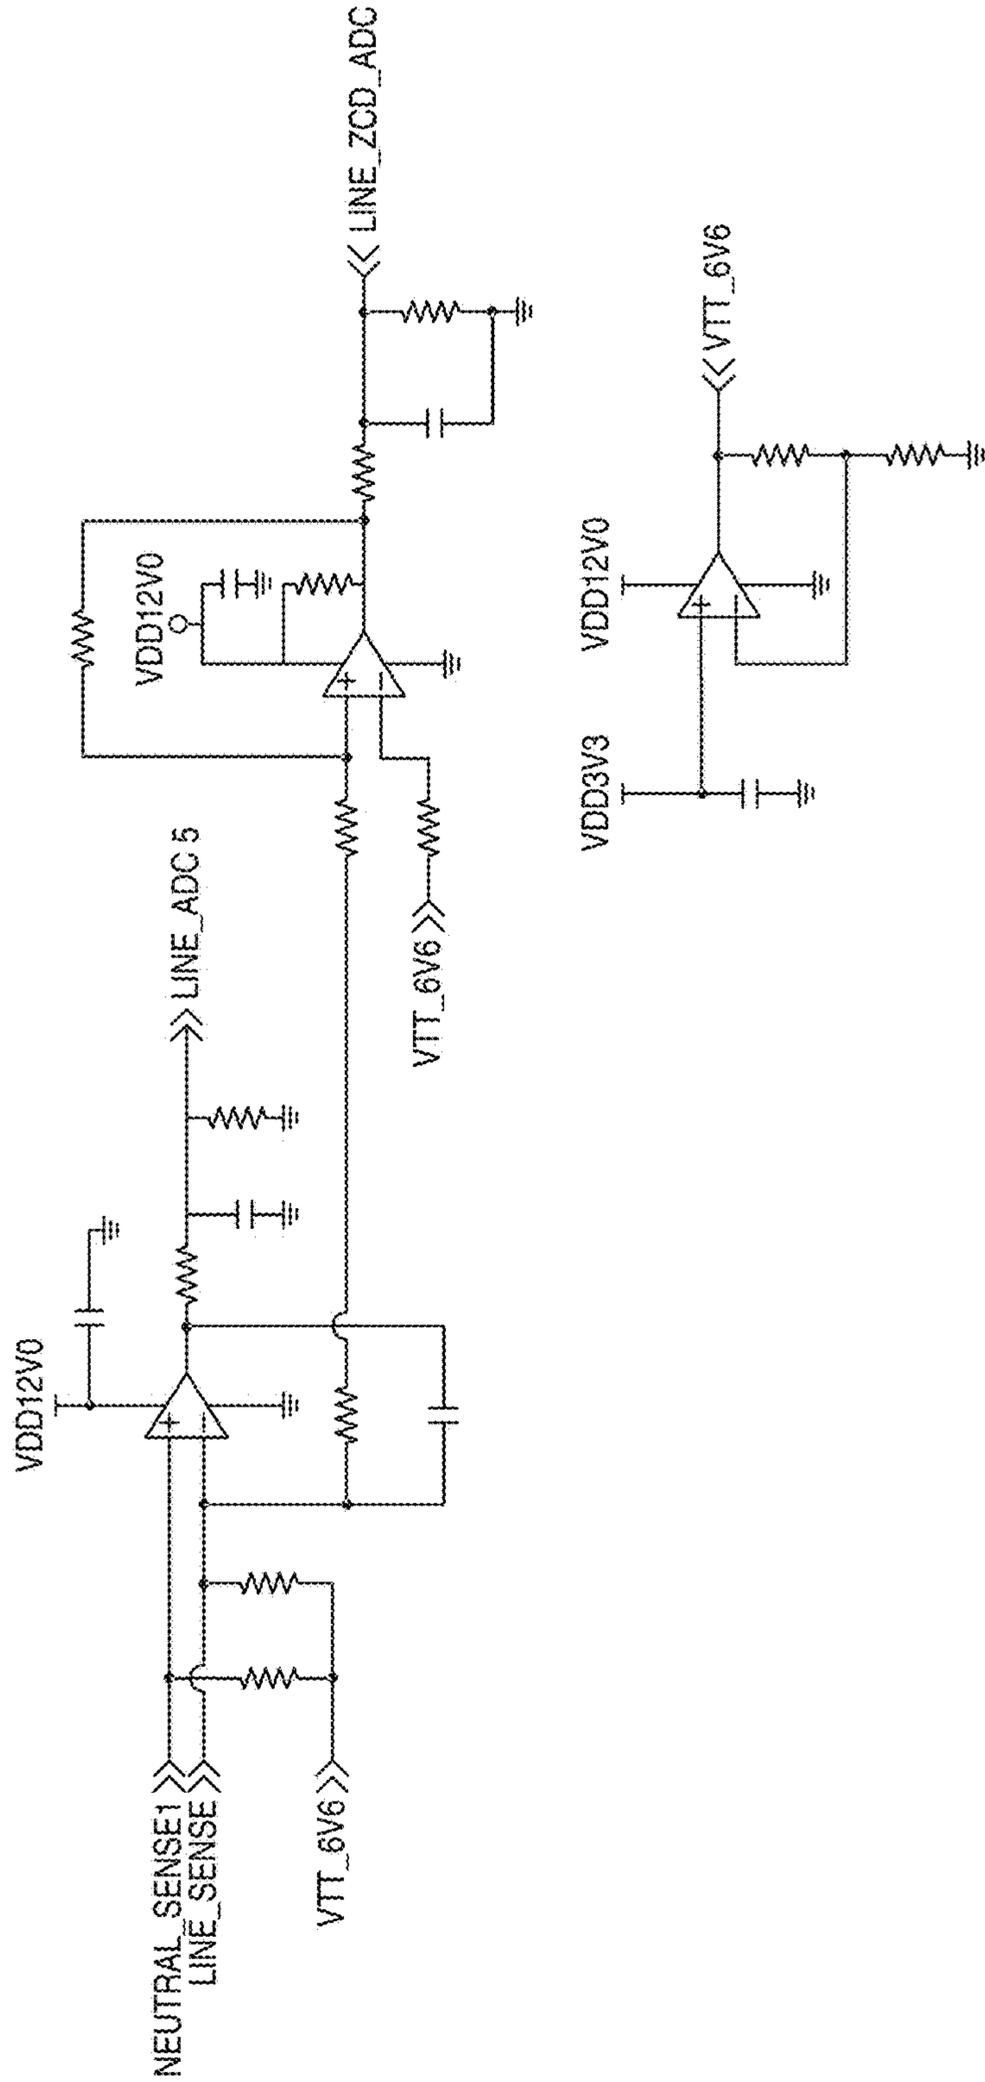 NEUTRAL_SENSE1
LINE_SENSE
VTT_6V6
VDD12V0
LINE_ADC 5
VTT_6V6
VDD12V0
LINE_ZCD_ADC
VDD3V3
VDD12V0
VTT_6V6